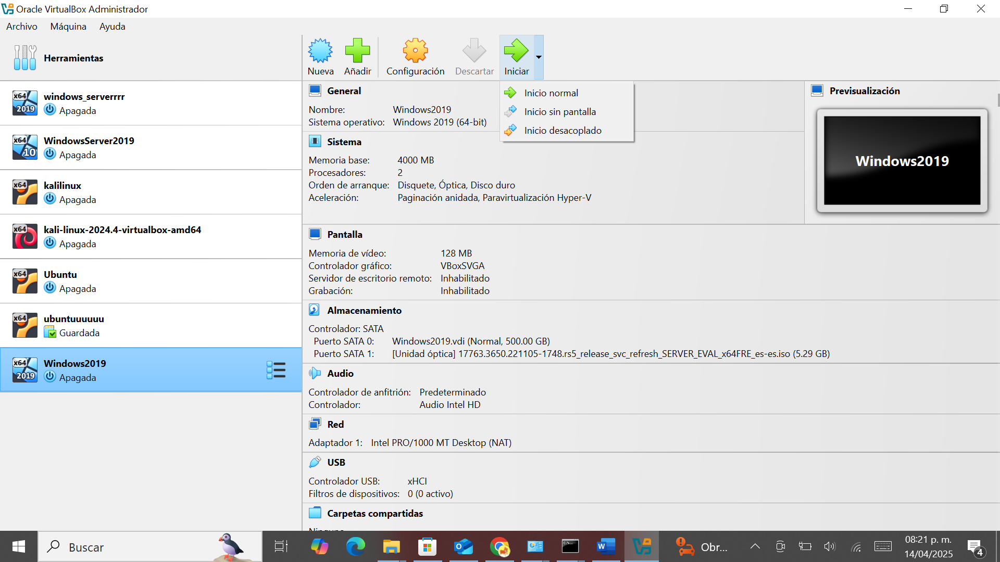 Oracle VirtualBox Administrador
Archivo Máquina Ayuda
Herramientas
Nueva Añadir Configuración Descartar Iniciar
x64 2019 windows_serverrrr
Apagada
x64 10 WindowsServer2019
Apagada
x64 kalilinux
Apagada
x64 kali-linux-2024.4-virtualbox-amd64
Apagada
x64 Ubuntu
Apagada
x64 ubuntuuuuuu
Guardada
x64 2019 Windows2019
Apagada
General
Nombre: Windows2019
Sistema operativo: Windows 2019 (64-bit)
Inicio normal
Inicio sin pantalla
Inicio desacoplado
Previsualización
Windows2019
Sistema
Memoria base: 4000 MB
Procesadores: 2
Orden de arranque: Disquete, Óptica, Disco duro
Aceleración: Paginación anidada, Paravirtualización Hyper-V
Pantalla
Memoria de vídeo: 128 MB
Controlador gráfico: VBoxSVGA
Servidor de escritorio remoto: Inhabilitado
Grabación: Inhabilitado
Almacenamiento
Controlador: SATA
Puerto SATA 0: Windows2019.vdi (Normal, 500.00 GB)
Puerto SATA 1: [Unidad óptica] 17763.3650.221105-1748.rs5_release_svc_refresh_SERVER_EVAL_x64FRE_es-es.iso (5.29 GB)
Audio
Controlador de anfitrión: Predeterminado
Controlador: Audio Intel HD
Red
Adaptador 1: Intel PRO/1000 MT Desktop (NAT)
USB
Controlador USB: xHCI
Filtros de dispositivos: 0 (0 activo)
Carpetas compartidas
Buscar
Obr...
08:21 p. m.
14/04/2025
4